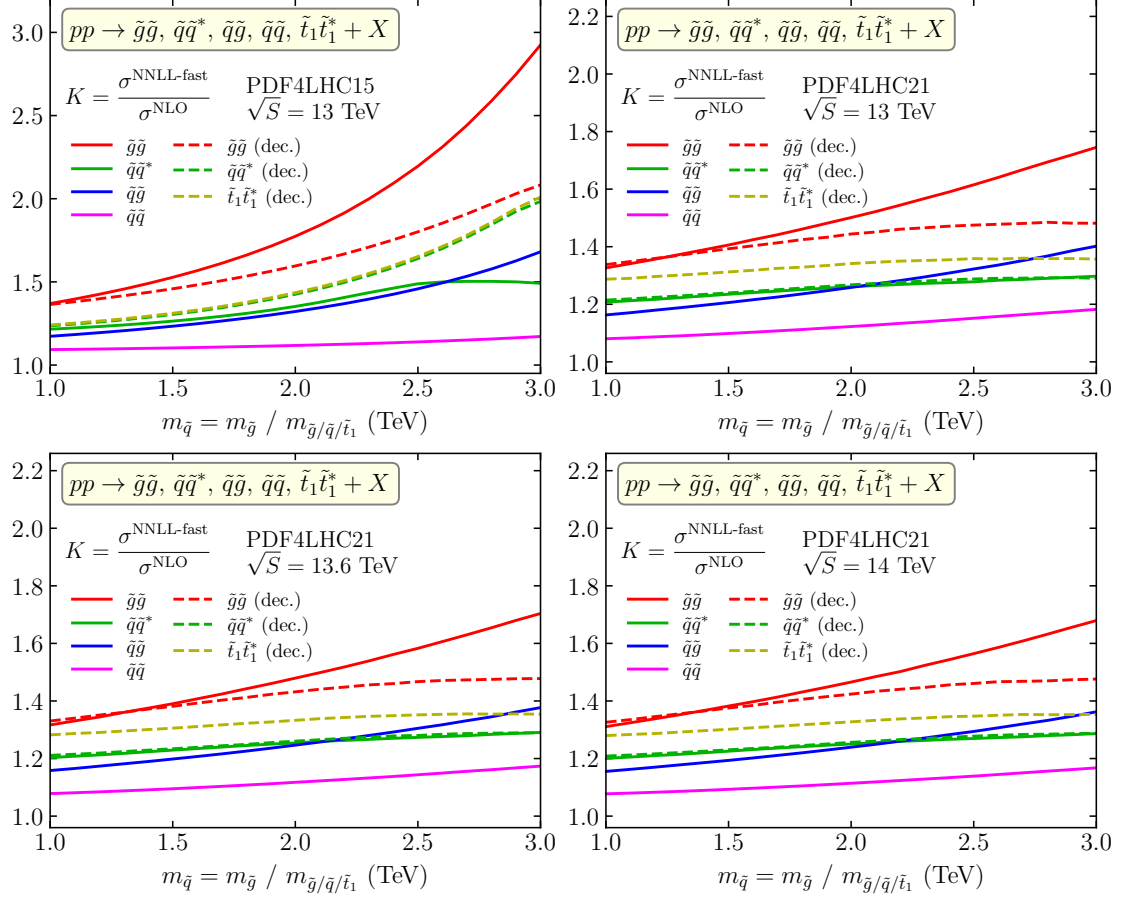 pp → g̃g̃, q̃q̃*, q̃g̃, q̃q̃, t̃₁t̃₁* + X
K = σ^NNLL-fast / σ^NLO
PDF4LHC15
√S = 13 TeV
g̃g̃
q̃q̃*
q̃g̃
q̃q̃
g̃g̃ (dec.)
q̃q̃* (dec.)
t̃₁t̃₁* (dec.)
3.0
2.5
2.0
1.5
1.0
1.0 1.5 2.0 2.5 3.0
m_q̃ = m_g̃ / m_g̃/q̃/t̃₁ (TeV)
pp → g̃g̃, q̃q̃*, q̃g̃, q̃q̃, t̃₁t̃₁* + X
K = σ^NNLL-fast / σ^NLO
PDF4LHC21
√S = 13 TeV
g̃g̃
q̃q̃*
q̃g̃
q̃q̃
g̃g̃ (dec.)
q̃q̃* (dec.)
t̃₁t̃₁* (dec.)
2.2
2.0
1.8
1.6
1.4
1.2
1.0
1.0 1.5 2.0 2.5 3.0
m_q̃ = m_g̃ / m_g̃/q̃/t̃₁ (TeV)
pp → g̃g̃, q̃q̃*, q̃g̃, q̃q̃, t̃₁t̃₁* + X
K = σ^NNLL-fast / σ^NLO
PDF4LHC21
√S = 13.6 TeV
g̃g̃
q̃q̃*
q̃g̃
q̃q̃
g̃g̃ (dec.)
q̃q̃* (dec.)
t̃₁t̃₁* (dec.)
2.2
2.0
1.8
1.6
1.4
1.2
1.0
1.0 1.5 2.0 2.5 3.0
m_q̃ = m_g̃ / m_g̃/q̃/t̃₁ (TeV)
pp → g̃g̃, q̃q̃*, q̃g̃, q̃q̃, t̃₁t̃₁* + X
K = σ^NNLL-fast / σ^NLO
PDF4LHC21
√S = 14 TeV
g̃g̃
q̃q̃*
q̃g̃
q̃q̃
g̃g̃ (dec.)
q̃q̃* (dec.)
t̃₁t̃₁* (dec.)
2.2
2.0
1.8
1.6
1.4
1.2
1.0
1.0 1.5 2.0 2.5 3.0
m_q̃ = m_g̃ / m_g̃/q̃/t̃₁ (TeV)